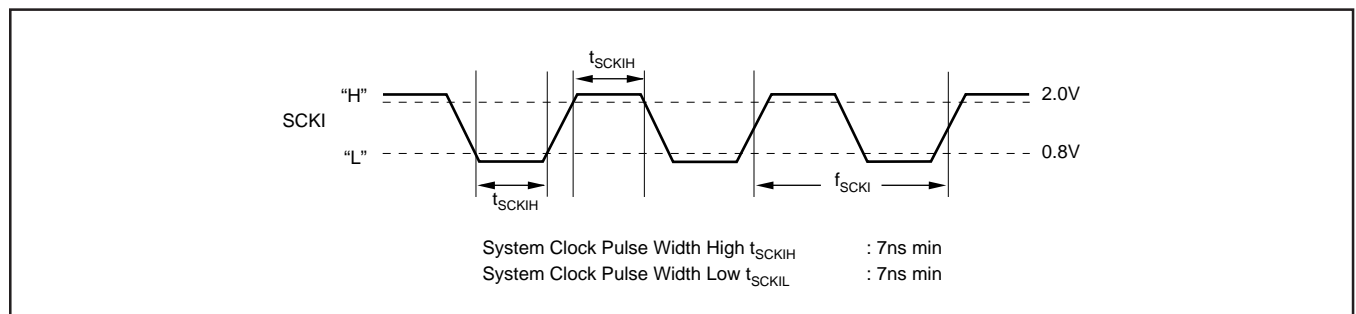 tSCKIH
“H”
2.0V
SCKI
“L”
0.8V
fSCKI
tSCKIH
System Clock Pulse Width High tSCKIH : 7ns min
System Clock Pulse Width Low tSCKIL : 7ns min